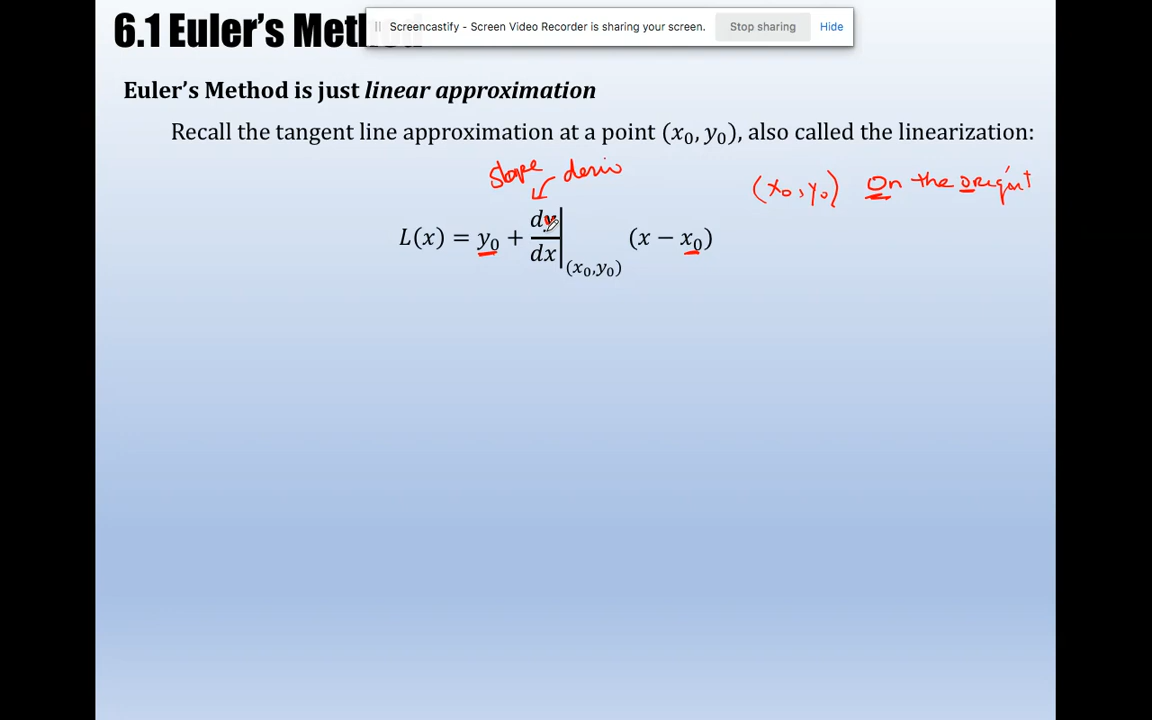 6.1 Euler's Met d
Screencastify - Screen Video Recorder is sharing your screen. Stop sharing Hide
Euler's Method is just linear approximation
Recall the tangent line approximation at a point (x₀, y₀), also called the linearization:
slope deriv
(x₀, y₀) On the
L(x) = y₀ + dy/dx|(x₀,y₀) (x − x₀)